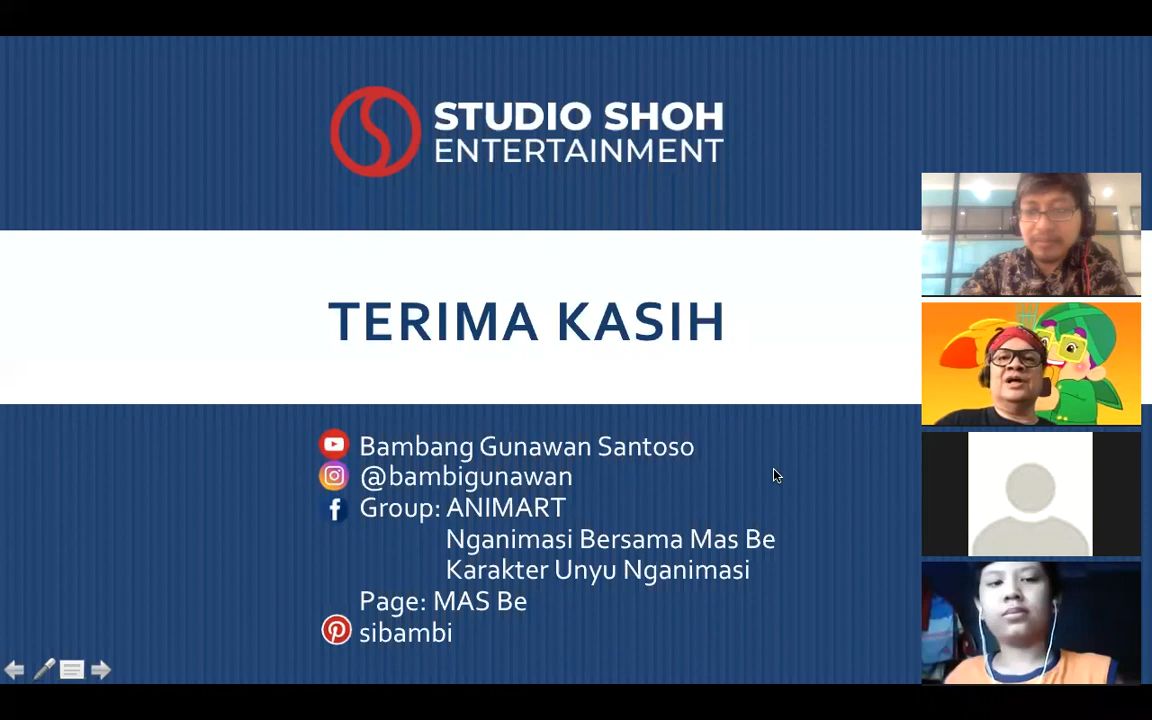 STUDIO SHOH
ENTERTAINMENT
TERIMA KASIH
Bambang Gunawan Santoso
@bambigunawan
Group: ANIMART
Nganimasi Bersama Mas Be
Karakter Unyu Nganimasi
Page: MAS Be
sibambi